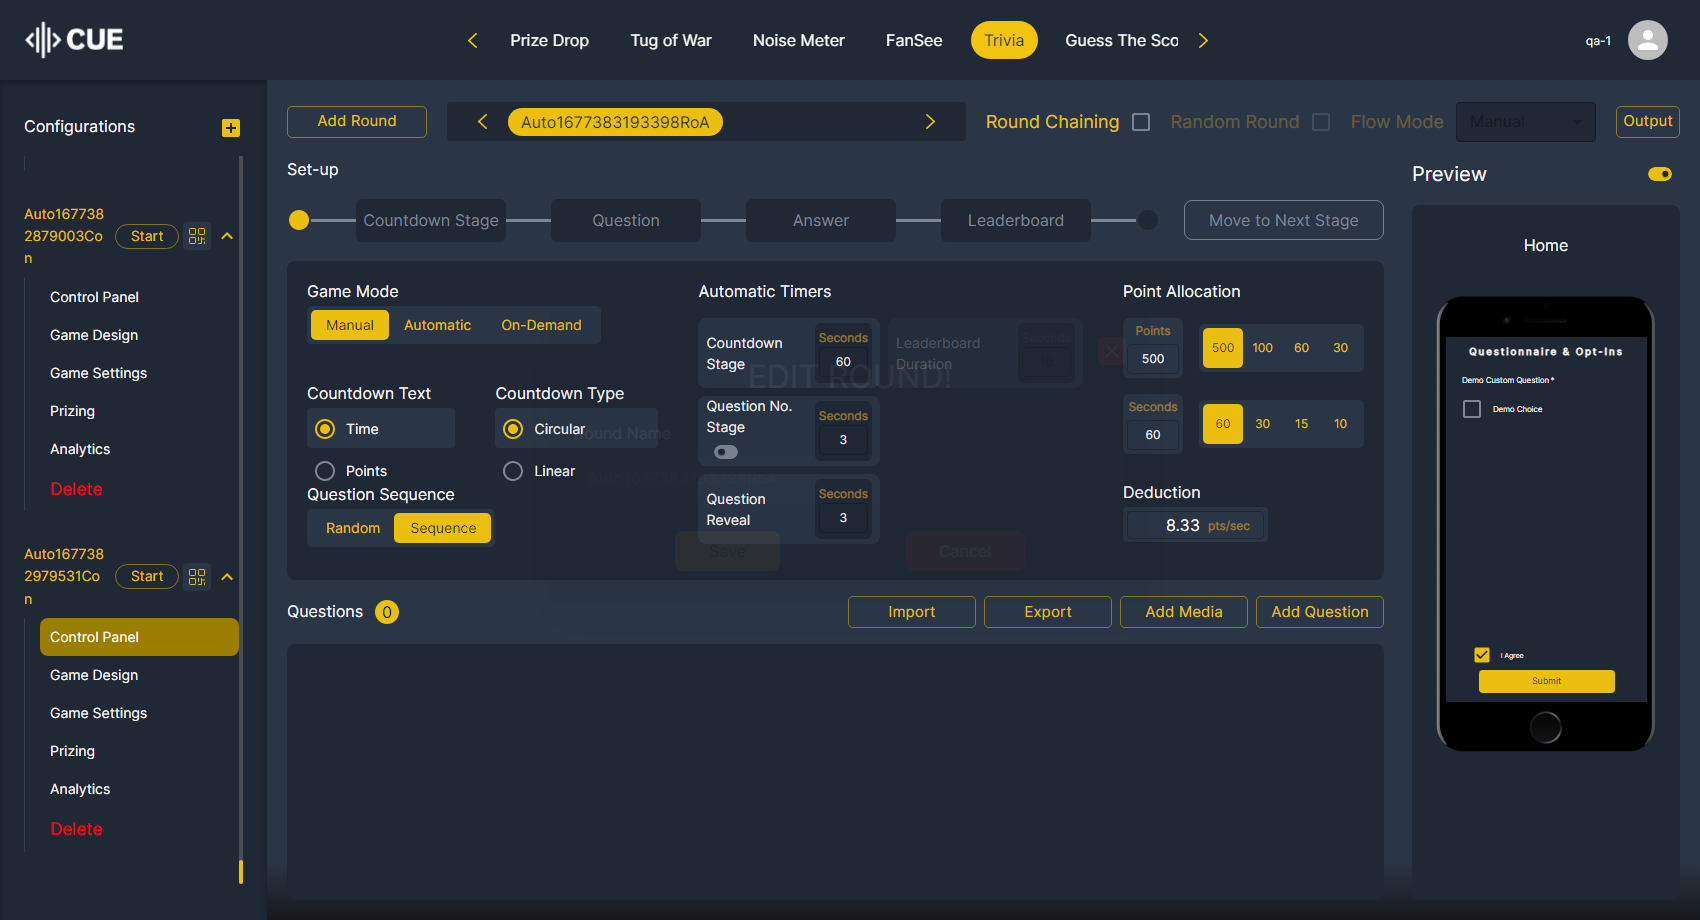 CUE
Prize Drop
Tug of War
Noise Meter
FanSee
Trivia
Guess The Sco
qa-1
Configurations
Auto167738
2879003Co
n
Start
Control Panel
Game Design
Game Settings
Prizing
Analytics
Delete
Auto167738
2979531Co
n
Start
Control Panel
Game Design
Game Settings
Prizing
Analytics
Delete
Add Round
Auto1677383193398RoA
Round Chaining
Random Round
Flow Mode
Manual
Output
Set-up
Countdown Stage
Question
Answer
Leaderboard
Move to Next Stage
Game Mode
Manual
Automatic
On-Demand
Countdown Text
Time
Points
Countdown Type
Circular
Linear
Question Sequence
Random
Sequence
Automatic Timers
Countdown
Stage
Seconds
60
Leaderboard
Duration
Seconds
Question No.
Stage
Seconds
3
Question
Reveal
Seconds
3
EDIT ROUND!
Round Name
Save
Cancel
Point Allocation
Points
500
500
100
60
30
Seconds
60
60
30
15
10
Deduction
8.33 pts/sec
Questions 0
Import
Export
Add Media
Add Question
Preview
Home
Questionnaire & Opt-Ins
Demo Custom Question *
Demo Choice
I Agree
Submit